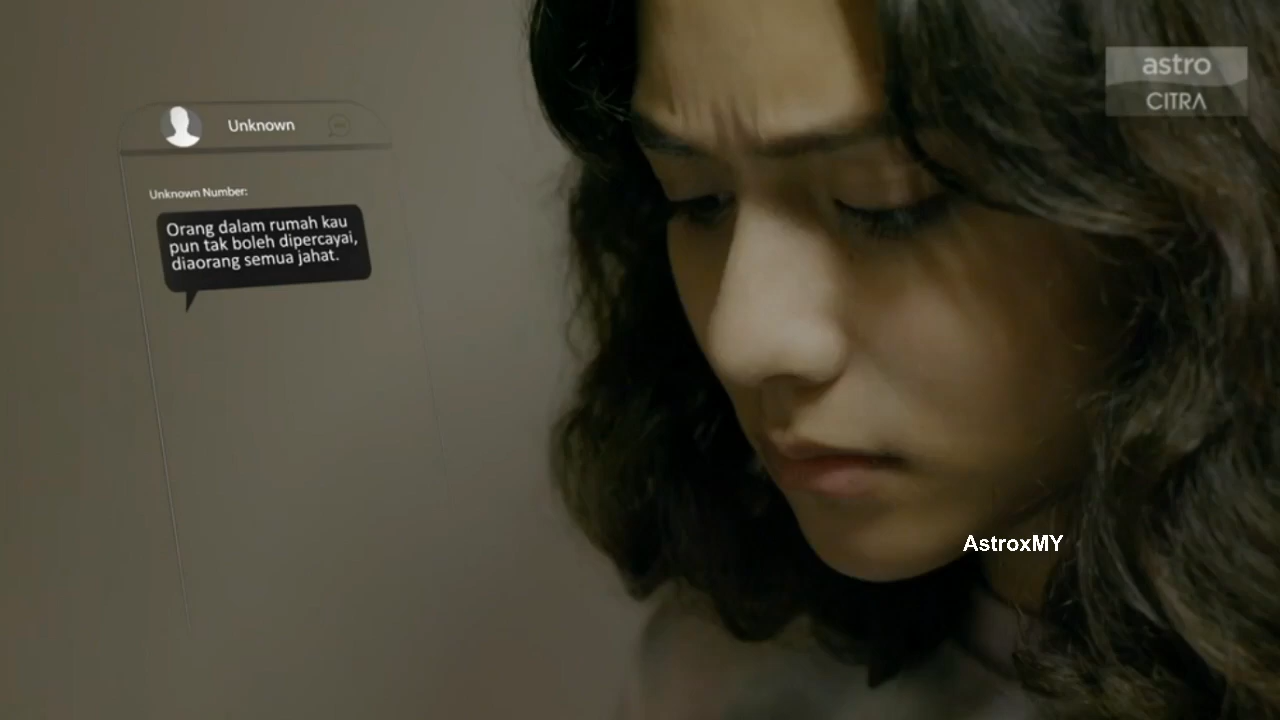 astro
CITRA
Unknown
Unknown Number:
Orang dalam rumah kau
pun tak boleh dipercayai,
diaorang semua jahat.
AstroxMY